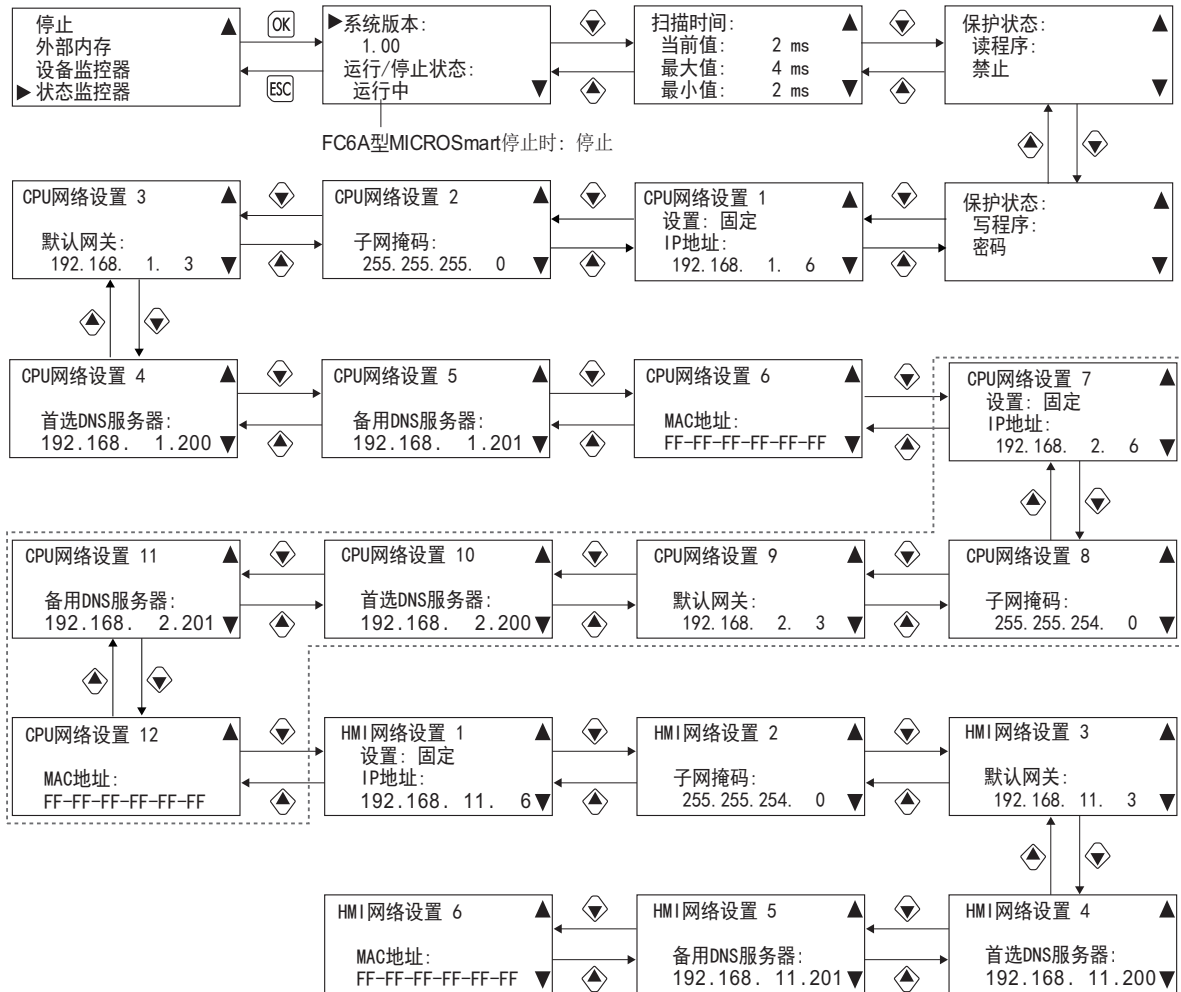 停止
外部内存
设备监控器
▶状态监控器
OK
ESC
▶系统版本:
1.00
运行/停止状态:
运行中
扫描时间:
当前值: 2 ms
最大值: 4 ms
最小值: 2 ms
保护状态:
读程序:
禁止
FC6A型MICROSmart停止时: 停止
CPU网络设置 3
默认网关:
192.168. 1. 3
CPU网络设置 2
子网掩码:
255.255.255. 0
CPU网络设置 1
设置: 固定
IP地址:
192.168. 1. 6
保护状态:
写程序:
密码
CPU网络设置 4
首选DNS服务器:
192.168. 1.200
CPU网络设置 5
备用DNS服务器:
192.168. 1.201
CPU网络设置 6
MAC地址:
FF-FF-FF-FF-FF-FF
CPU网络设置 7
设置: 固定
IP地址:
192.168. 2. 6
CPU网络设置 11
备用DNS服务器:
192.168. 2.201
CPU网络设置 10
首选DNS服务器:
192.168. 2.200
CPU网络设置 9
默认网关:
192.168. 2. 3
CPU网络设置 8
子网掩码:
255.255.254. 0
CPU网络设置 12
MAC地址:
FF-FF-FF-FF-FF-FF
HMI网络设置 1
设置: 固定
IP地址:
192.168. 11. 6
HMI网络设置 2
子网掩码:
255.255.254. 0
HMI网络设置 3
默认网关:
192.168. 11. 3
HMI网络设置 6
MAC地址:
FF-FF-FF-FF-FF-FF
HMI网络设置 5
备用DNS服务器:
192.168. 11.201
HMI网络设置 4
首选DNS服务器:
192.168. 11.200